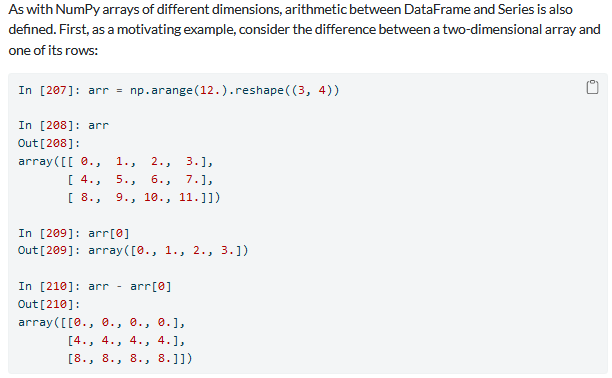 As with NumPy arrays of different dimensions, arithmetic between DataFrame and Series is also
defined. First, as a motivating example, consider the difference between a two-dimensional array and
one of its rows:
In [207]: arr = np.arange(12.).reshape((3, 4))
In [208]: arr
Out[208]:
array([[ 0.,  1.,  2.,  3.],
       [ 4.,  5.,  6.,  7.],
       [ 8.,  9., 10., 11.]])
In [209]: arr[0]
Out[209]: array([0., 1., 2., 3.])
In [210]: arr - arr[0]
Out[210]:
array([[0., 0., 0., 0.],
       [4., 4., 4., 4.],
       [8., 8., 8., 8.]])